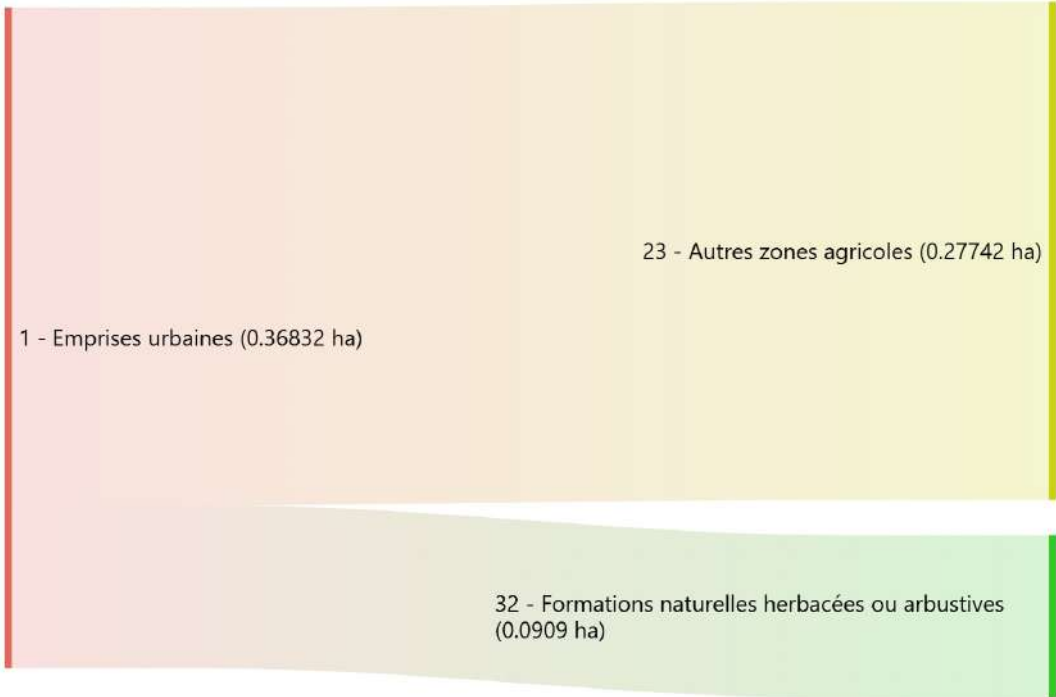 23 - Autres zones agricoles (0.27742 ha)
1 - Emprises urbaines (0.36832 ha)
32 - Formations naturelles herbacées ou arbustives
(0.0909 ha)